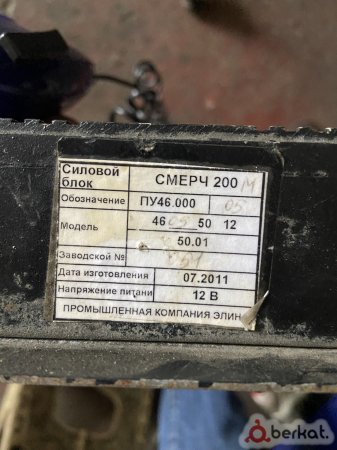 Силовой блок СМЕРЧ 200 М
Обозначение ПУ46.000 05
Модель 46 05 50 12
50.01
Заводской №
Дата изготовления 07.2011
Напряжение питани 12 В
ПРОМЫШЛЕННАЯ КОМПАНИЯ ЭЛИН
berkat.